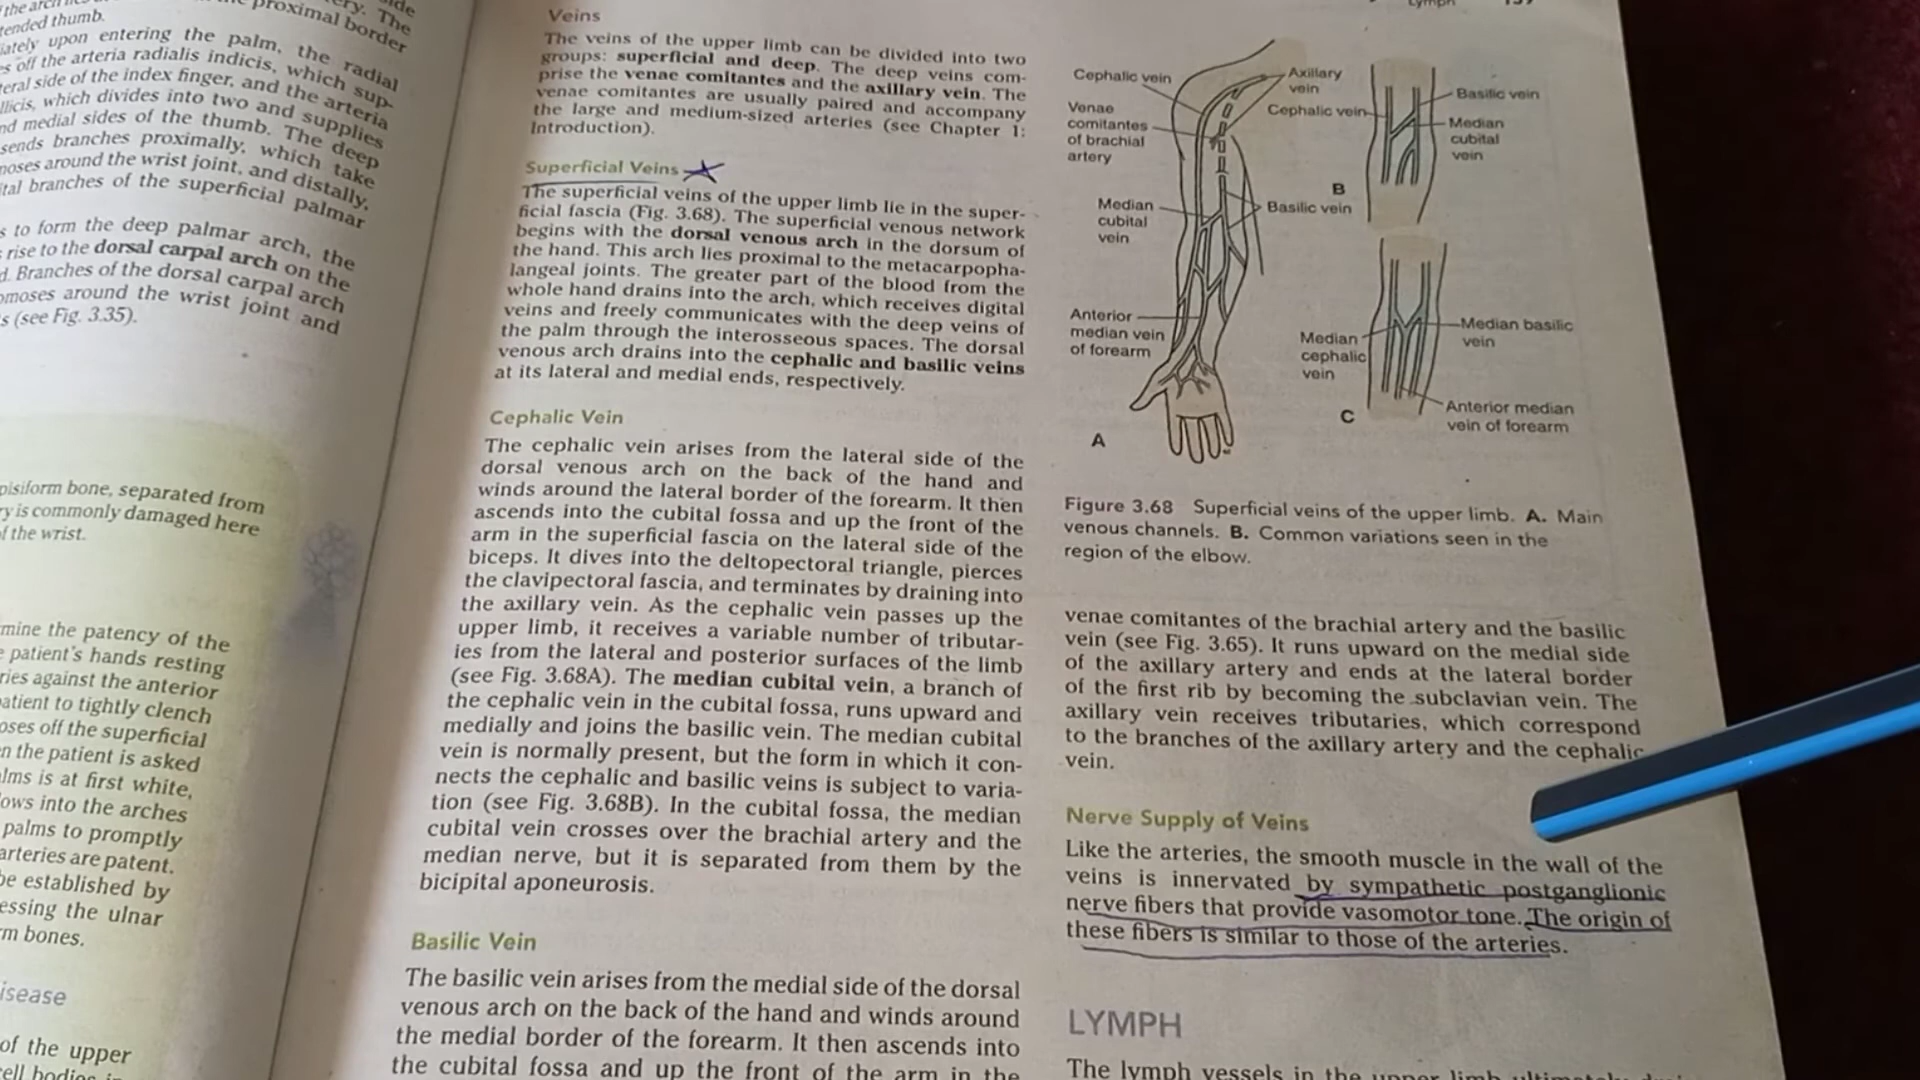 the arch
tended thumb.
proximal border
upon entering the palm, the radial
off the arteria radialis indicis, which sup-
side of the index finger, and the arteria
which divides into two and supplies
medial sides of the thumb. The deep
sends branches proximally, which take
around the wrist joint, and distally,
branches of the superficial palmar
to form the deep palmar arch, the
rise to the dorsal carpal arch on the
Branches of the dorsal carpal arch
around the wrist joint and
(see Fig. 3.35).
pisiform bone, separated from
is commonly damaged here
the wrist.
the patency of the
patient's hands resting
against the anterior
patient to tightly clench
off the superficial
the patient is asked
is at first white,
into the arches
palms to promptly
arteries are patent.
be established by
the ulnar
bones.
of the upper
Veins
The veins of the upper limb can be divided into two
groups: superficial and deep. The deep veins com-
prise the venae comitantes and the axillary vein. The
venae comitantes are usually paired and accompany
the large and medium-sized arteries (see Chapter 1:
Introduction).
Superficial Veins
The superficial veins of the upper limb lie in the super-
ficial fascia (Fig. 3.68). The superficial venous network
begins with the dorsal venous arch in the dorsum of
the hand. This arch lies proximal to the metacarpopha-
langeal joints. The greater part of the blood from the
whole hand drains into the arch, which receives digital
veins and freely communicates with the deep veins of
the palm through the interosseous spaces. The dorsal
venous arch drains into the cephalic and basilic veins
at its lateral and medial ends, respectively.
Cephalic Vein
The cephalic vein arises from the lateral side of the
dorsal venous arch on the back of the hand and
winds around the lateral border of the forearm. It then
ascends into the cubital fossa and up the front of the
arm in the superficial fascia on the lateral side of the
biceps. It dives into the deltopectoral triangle, pierces
the clavipectoral fascia, and terminates by draining into
the axillary vein. As the cephalic vein passes up the
upper limb, it receives a variable number of tributar-
ies from the lateral and posterior surfaces of the limb
(see Fig. 3.68A). The median cubital vein, a branch of
the cephalic vein in the cubital fossa, runs upward and
medially and joins the basilic vein. The median cubital
vein is normally present, but the form in which it con-
nects the cephalic and basilic veins is subject to varia-
tion (see Fig. 3.68B). In the cubital fossa, the median
cubital vein crosses over the brachial artery and the
median nerve, but it is separated from them by the
bicipital aponeurosis.
Basilic Vein
The basilic vein arises from the medial side of the dorsal
venous arch on the back of the hand and winds around
the medial border of the forearm. It then ascends into
the cubital fossa and up the front of the arm in the
Lymph
Cephalic vein
Venae
comitantes
of brachial
artery
Median
cubital
vein
Anterior
median vein
of forearm
A
Axillary
vein
Basilic vein
Cephalic vein
Basilic vein
Median
cubital
vein
B
Median
cephalic
vein
Median basilic
vein
Anterior median
vein of forearm
C
Figure 3.68 Superficial veins of the upper limb. A. Main
venous channels. B. Common variations seen in the
region of the elbow.
venae comitantes of the brachial artery and the basilic
vein (see Fig. 3.65). It runs upward on the medial side
of the axillary artery and ends at the lateral border
of the first rib by becoming the subclavian vein. The
axillary vein receives tributaries, which correspond
to the branches of the axillary artery and the cephalic
vein.
Nerve Supply of Veins
Like the arteries, the smooth muscle in the wall of the
veins is innervated by sympathetic postganglionic
nerve fibers that provide vasomotor tone. The origin of
these fibers is similar to those of the arteries.
LYMPH
The lymph vessels in the upper limb